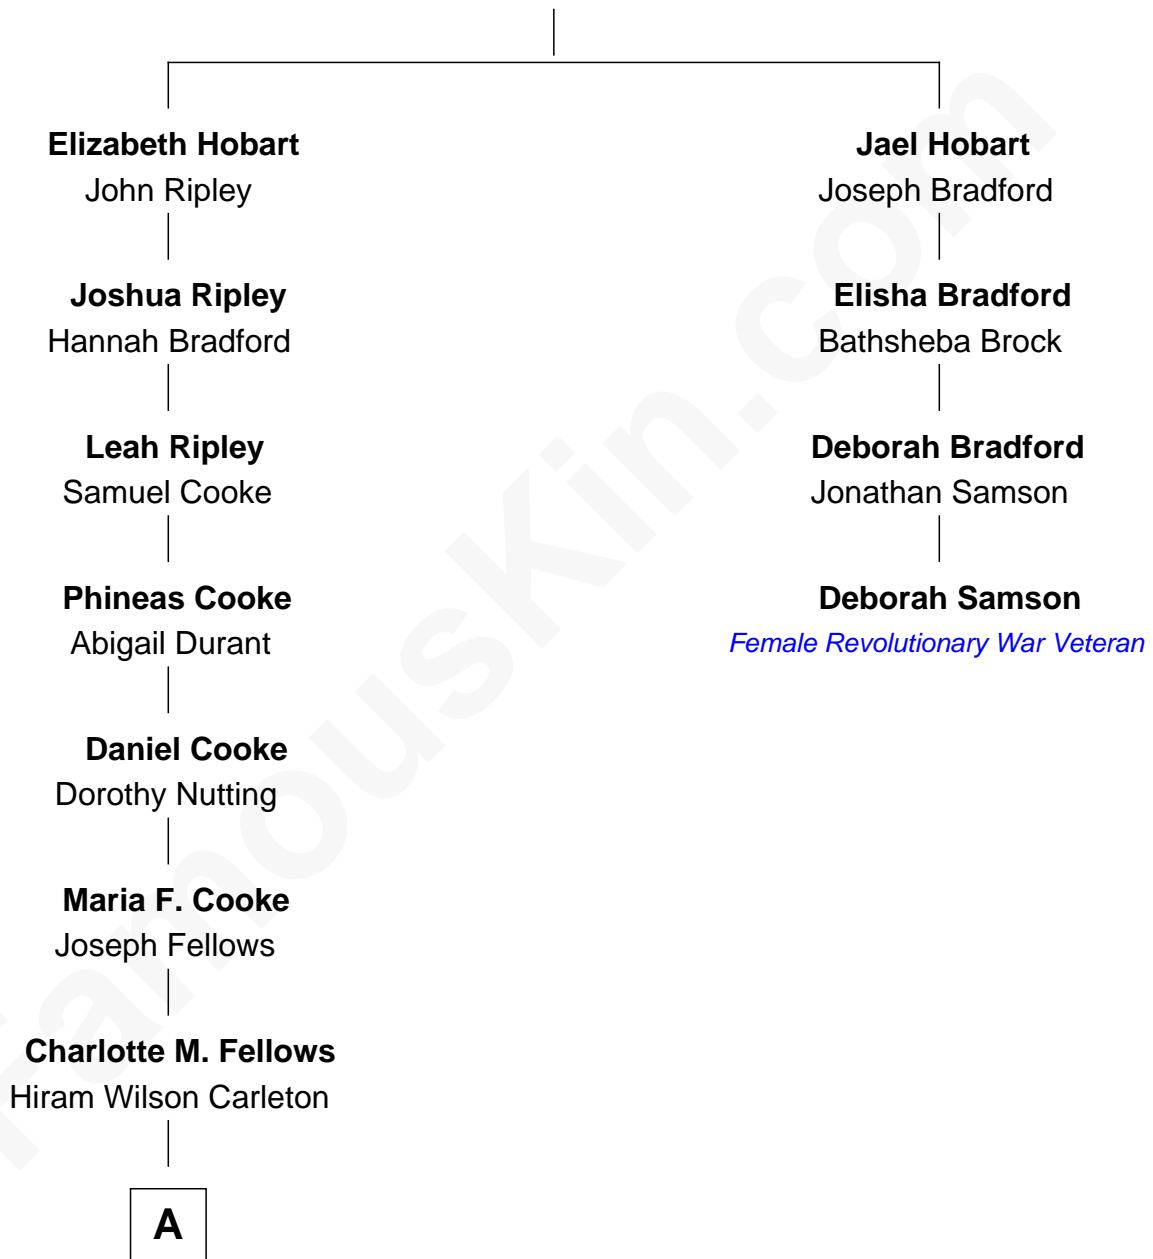 Elizabeth Hobart
John Ripley
Jael Hobart
Joseph Bradford
Joshua Ripley
Hannah Bradford
Elisha Bradford
Bathsheba Brock
Leah Ripley
Samuel Cooke
Deborah Bradford
Jonathan Samson
Phineas Cooke
Abigail Durant
Deborah Samson
Female Revolutionary War Veteran
Daniel Cooke
Dorothy Nutting
Maria F. Cooke
Joseph Fellows
Charlotte M. Fellows
Hiram Wilson Carleton
A
FamousKin.com